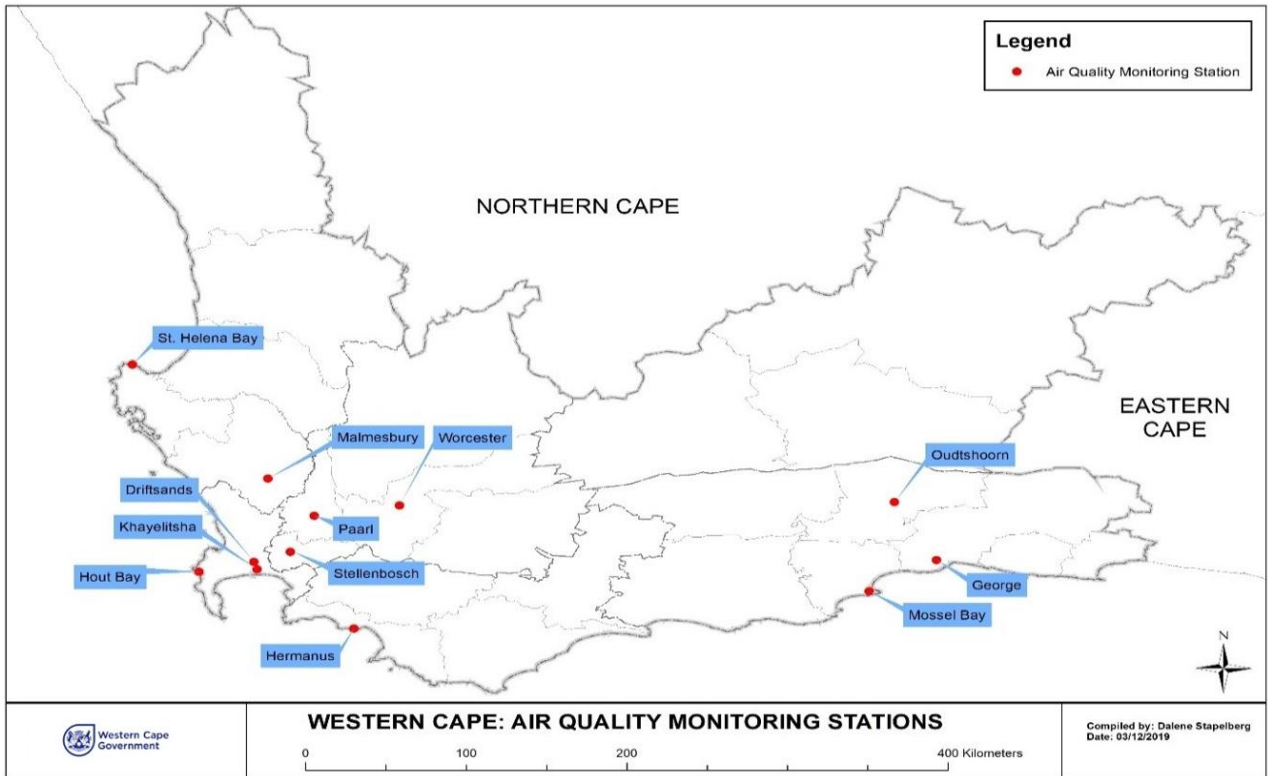 Legend
Air Quality Monitoring Station
NORTHERN CAPE
St. Helena Bay
EASTERN
CAPE
Malmesbury
Worcester
Oudtshoorn
Driftsands
Khayelitsha
Paarl
Hout Bay
Stellenbosch
George
Mossel Bay
Hermanus
N
Western Cape
Government
WESTERN CAPE: AIR QUALITY MONITORING STATIONS
0 100 200 400 Kilometers
Compiled by: Dalene Stapelberg
Date: 03/12/2019